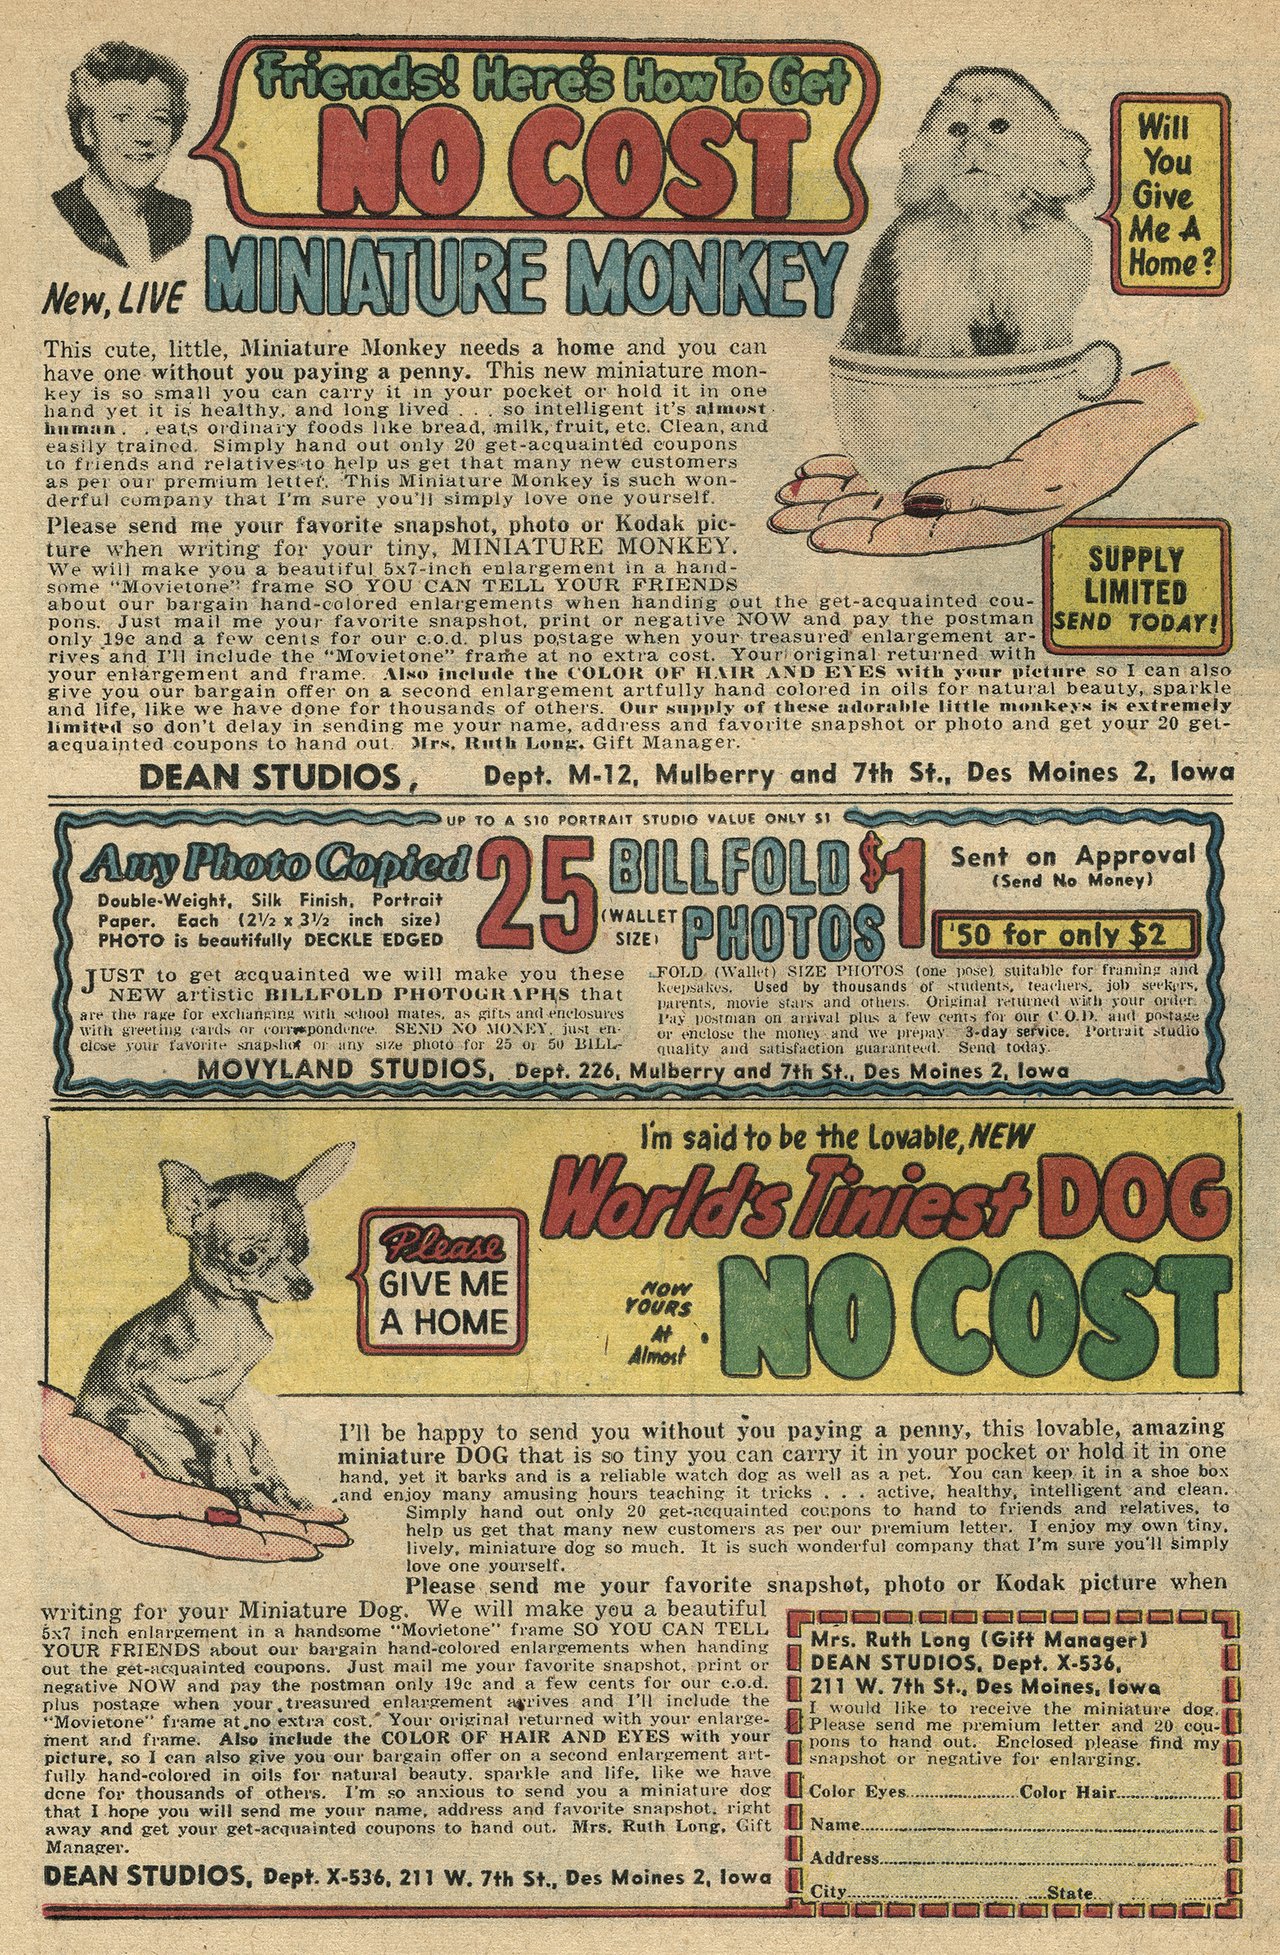 Friends! Here's How To Get
NO COST
New, LIVE MINIATURE MONKEY
Will
You
Give
Me A
Home?
This cute, little, Miniature Monkey needs a home and you can
have one without you paying a penny. This new miniature mon-
key is so small you can carry it in your pocket or hold it in one
hand yet it is healthy, and long lived . . . so intelligent it's almost
human . . eats ordinary foods like bread, milk, fruit, etc. Clean, and
easily trained. Simply hand out only 20 get-acquainted coupons
to friends and relatives to help us get that many new customers
as per our premium letter. This Miniature Monkey is such won-
derful company that I'm sure you'll simply love one yourself.
Please send me your favorite snapshot, photo or Kodak pic-
ture when writing for your tiny, MINIATURE MONKEY.
We will make you a beautiful 5x7-inch enlargement in a hand-
some "Movietone" frame SO YOU CAN TELL YOUR FRIENDS
about our bargain hand-colored enlargements when handing out the get-acquainted cou-
pons. Just mail me your favorite snapshot, print or negative NOW and pay the postman
only 19c and a few cents for our c.o.d. plus postage when your treasured enlargement ar-
rives and I'll include the "Movietone" frame at no extra cost. Your original returned with
your enlargement and frame. Also include the COLOR OF HAIR AND EYES with your picture so I can also
give you our bargain offer on a second enlargement artfully hand colored in oils for natural beauty, sparkle
and life, like we have done for thousands of others. Our supply of these adorable little monkeys is extremely
limited so don't delay in sending me your name, address and favorite snapshot or photo and get your 20 get-
acquainted coupons to hand out. Mrs. Ruth Long, Gift Manager.
SUPPLY
LIMITED
SEND TODAY!
DEAN STUDIOS, Dept. M-12, Mulberry and 7th St., Des Moines 2, Iowa
UP TO A $10 PORTRAIT STUDIO VALUE ONLY $1
Any Photo Copied
Double-Weight, Silk Finish, Portrait
Paper. Each (2½ x 3½ inch size)
PHOTO is beautifully DECKLE EDGED
25 BILLFOLD $1
(WALLET SIZE) PHOTOS
Sent on Approval
(Send No Money)
50 for only $2
JUST to get acquainted we will make you these
NEW artistic BILLFOLD PHOTOGRAPHS that
are the rage for exchanging with school mates, as gifts and enclosures
with greeting cards or correspondence. SEND NO MONEY, just en-
close your favorite snapshot or any size photo for 25 or 50 BILL-
FOLD (Wallet) SIZE PHOTOS (one pose) suitable for framing and
keepsakes. Used by thousands of students, teachers, job seekers,
parents, movie stars and others. Original returned with your order.
Pay postman on arrival plus a few cents for our C.O.D. and postage
or enclose the money and we prepay. 3-day service. Portrait studio
quality and satisfaction guaranteed. Send today.
MOVYLAND STUDIOS, Dept. 226, Mulberry and 7th St., Des Moines 2, Iowa
I'm said to be the Lovable, NEW
World's Tiniest DOG
Please
GIVE ME
A HOME
NOW
YOURS
At
Almost
NO COST
I'll be happy to send you without you paying a penny, this lovable, amazing
miniature DOG that is so tiny you can carry it in your pocket or hold it in one
hand, yet it barks and is a reliable watch dog as well as a pet. You can keep it in a shoe box
and enjoy many amusing hours teaching it tricks . . . active, healthy, intelligent and clean.
Simply hand out only 20 get-acquainted coupons to hand to friends and relatives, to
help us get that many new customers as per our premium letter. I enjoy my own tiny,
lively, miniature dog so much. It is such wonderful company that I'm sure you'll simply
love one yourself.
Please send me your favorite snapshot, photo or Kodak picture when
writing for your Miniature Dog. We will make you a beautiful
5x7 inch enlargement in a handsome "Movietone" frame SO YOU CAN TELL
YOUR FRIENDS about our bargain hand-colored enlargements when handing
out the get-acquainted coupons. Just mail me your favorite snapshot, print or
negative NOW and pay the postman only 19c and a few cents for our c.o.d.
plus postage when your treasured enlargement arrives and I'll include the
"Movietone" frame at no extra cost. Your original returned with your enlarge-
ment and frame. Also include the COLOR OF HAIR AND EYES with your
picture, so I can also give you our bargain offer on a second enlargement art-
fully hand-colored in oils for natural beauty, sparkle and life, like we have
done for thousands of others. I'm so anxious to send you a miniature dog
that I hope you will send me your name, address and favorite snapshot, right
away and get your get-acquainted coupons to hand out. Mrs. Ruth Long, Gift
Manager.
DEAN STUDIOS, Dept. X-536, 211 W. 7th St., Des Moines 2, Iowa
Mrs. Ruth Long (Gift Manager)
DEAN STUDIOS, Dept. X-536,
211 W. 7th St., Des Moines, Iowa
I would like to receive the miniature dog.
Please send me premium letter and 20 cou-
pons to hand out. Enclosed please find my
snapshot or negative for enlarging.
Color Eyes Color Hair
Name
Address
City State